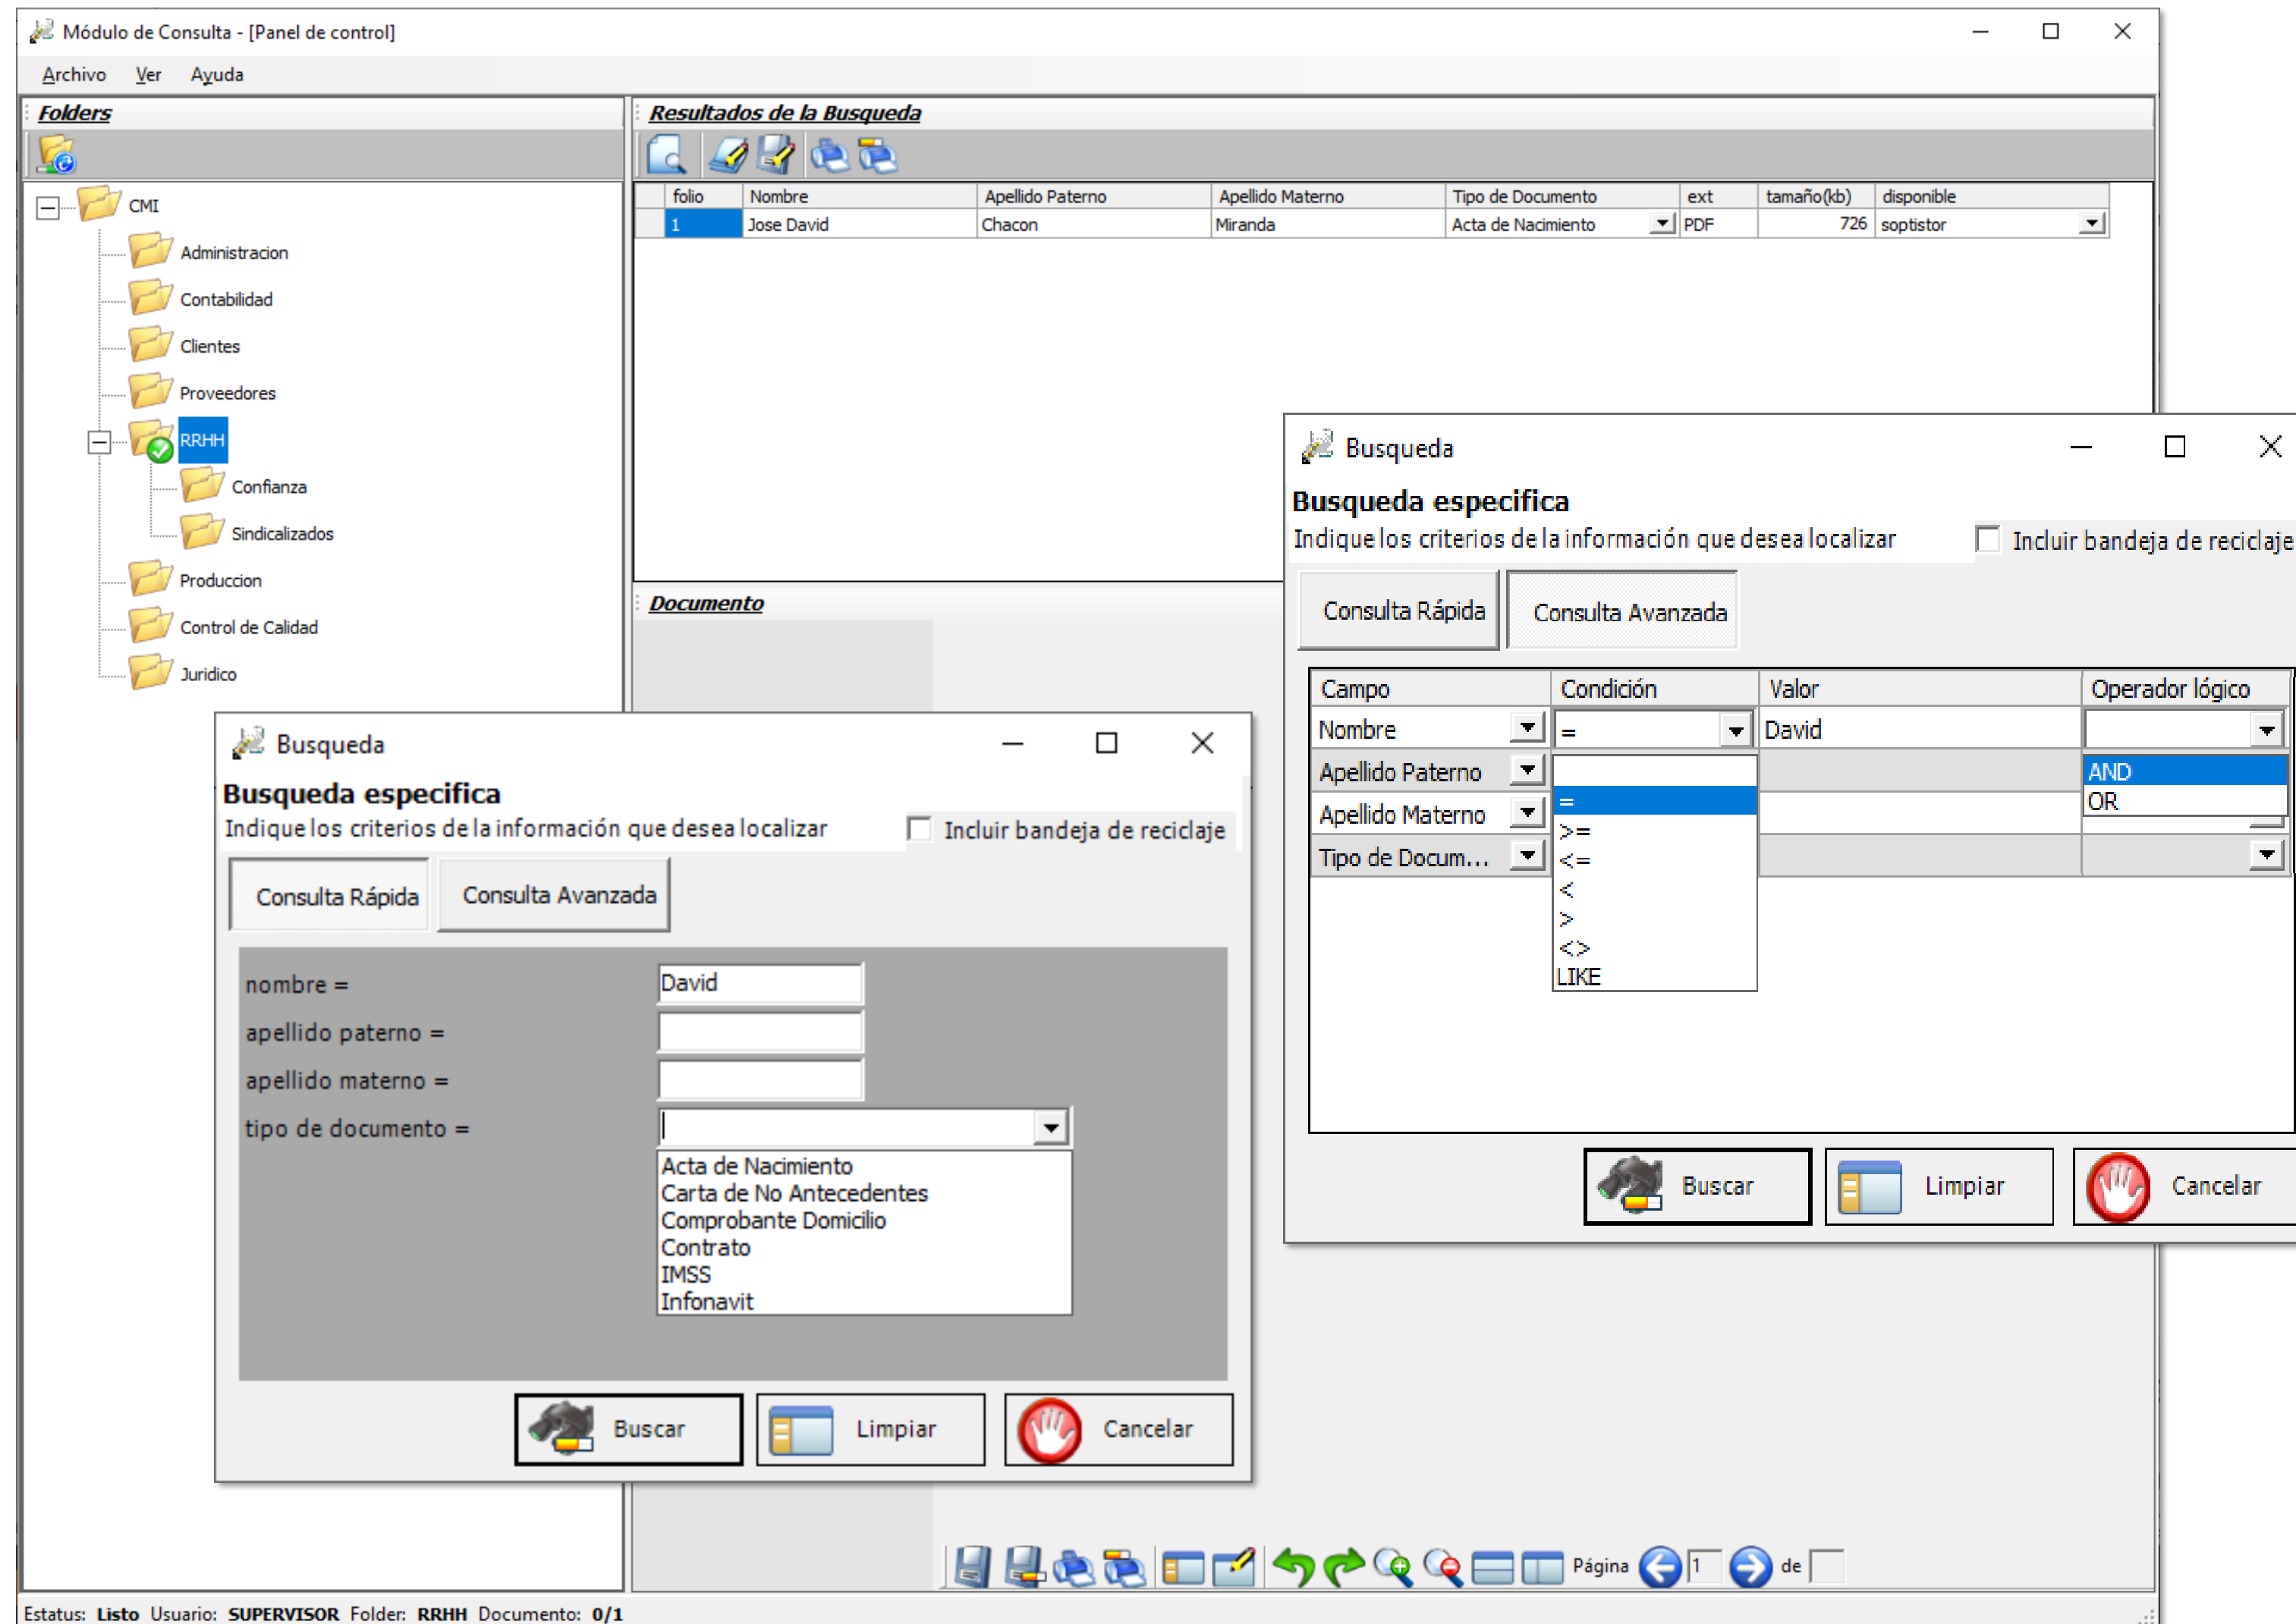 Módulo de Consulta - [Panel de control]
Archivo Ver Ayuda
Folders
CMI
Administracion
Contabilidad
Clientes
Proveedores
RRHH
Confianza
Sindicalizados
Produccion
Control de Calidad
Juridico
Resultados de la Busqueda
folio Nombre Apellido Paterno Apellido Materno Tipo de Documento ext tamaño(kb) disponible
1 Jose David Chacon Miranda Acta de Nacimiento PDF 726 soptistor
Documento
Busqueda
Busqueda especifica
Indique los criterios de la información que desea localizar Incluir bandeja de reciclaje
Consulta Rápida Consulta Avanzada
nombre = David
apellido paterno =
apellido materno =
tipo de documento =
Acta de Nacimiento
Carta de No Antecedentes
Comprobante Domicilio
Contrato
IMSS
Infonavit
Buscar Limpiar Cancelar
Busqueda
Busqueda especifica
Indique los criterios de la información que desea localizar Incluir bandeja de reciclaje
Consulta Rápida Consulta Avanzada
Campo Condición Valor Operador lógico
Nombre = David
Apellido Paterno AND
= OR
Apellido Materno
>=
Tipo de Docum... <=
<
>
<>
LIKE
Buscar Limpiar Cancelar
Página 1 de
Estatus: Listo Usuario: SUPERVISOR Folder: RRHH Documento: 0/1